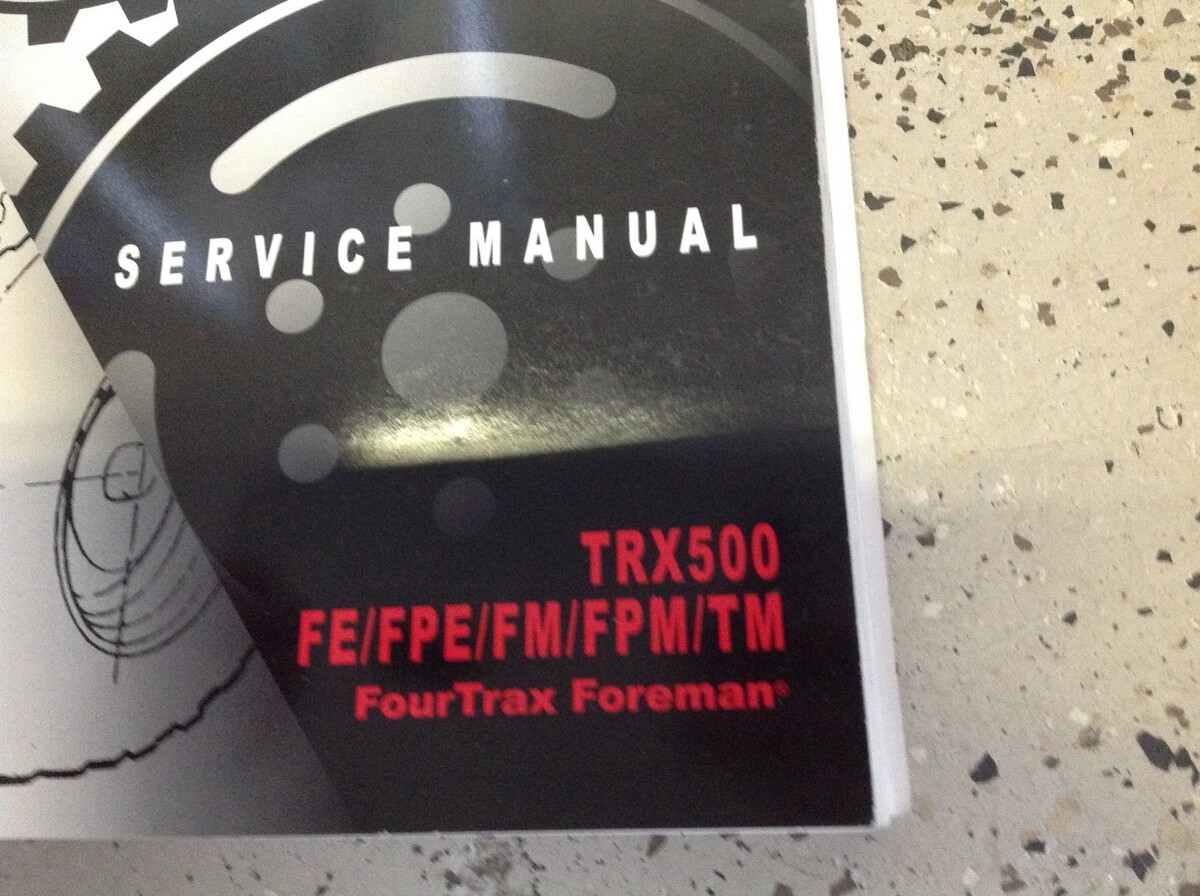 SERVICE MANUAL
TRX500
FE/FPE/FM/FPM/TM
FourTrax Foreman®